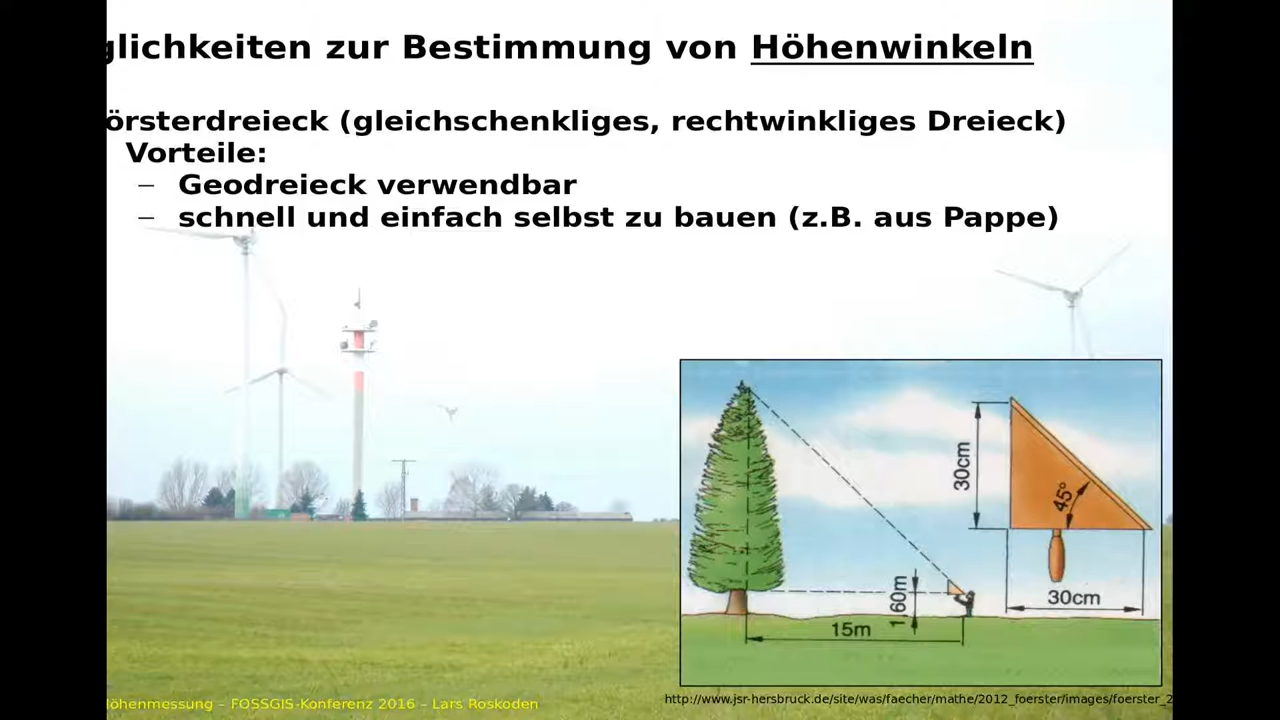 glichkeiten zur Bestimmung von Höhenwinkeln
örsterdreieck (gleichschenkliges, rechtwinkliges Dreieck)
Vorteile:
– Geodreieck verwendbar
– schnell und einfach selbst zu bauen (z.B. aus Pappe)
30cm
45°
30cm
1,60m
15m
öhenmessung – FOSSGIS-Konferenz 2016 – Lars Roskoden
http://www.jsr-hersbruck.de/site/was/faecher/mathe/2012_foerster/images/foerster_2